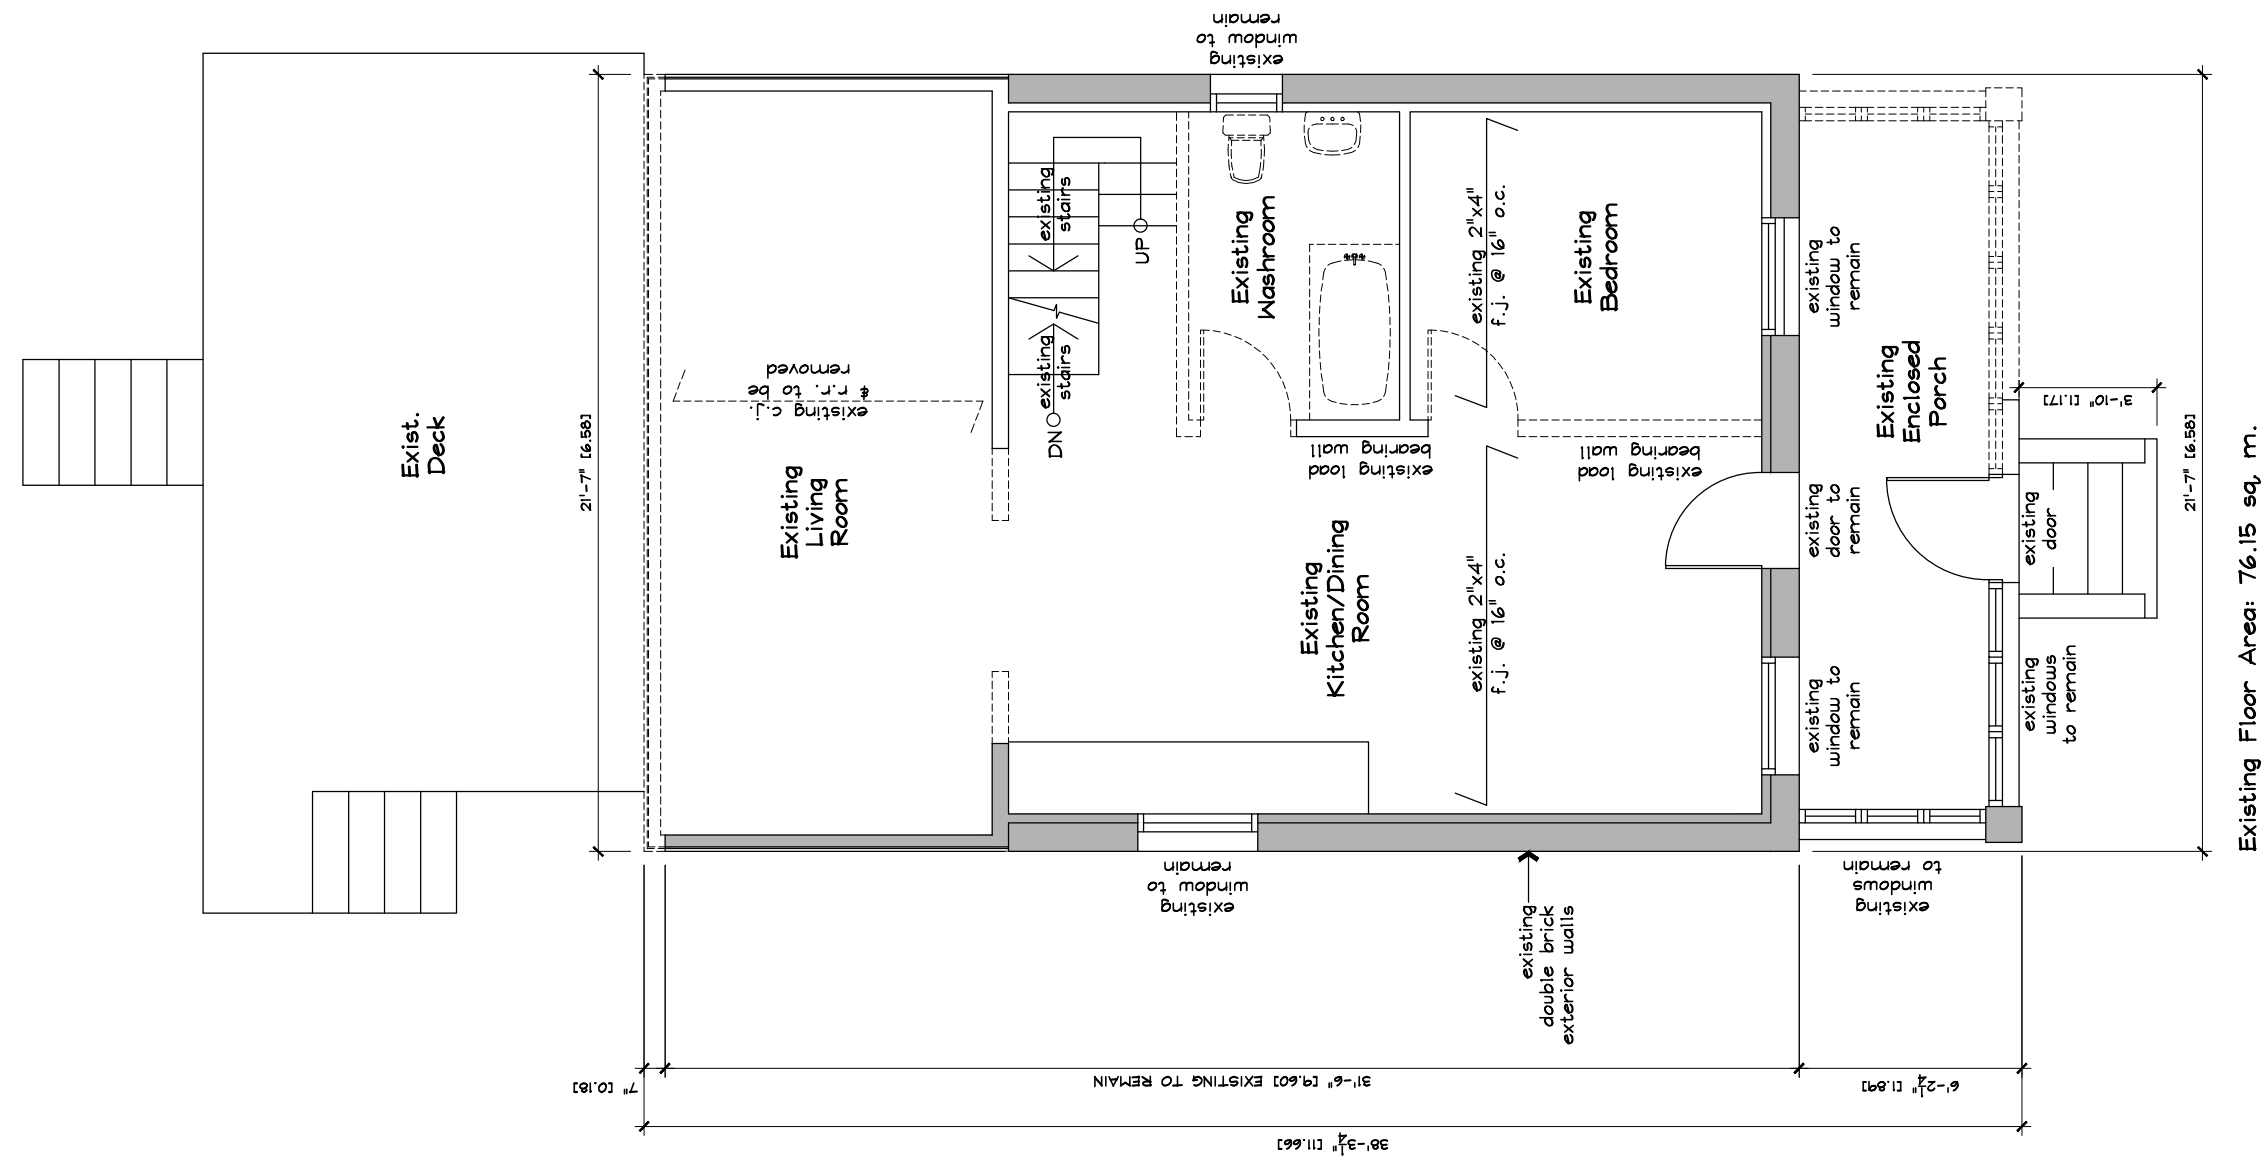 existing
window to
remain
Exist.
Deck
21'-7" [6.58]
existing c.j.
& r.r. to be
removed
Existing
Living
Room
existing
stairs
existing
stairs
UP
DN
Existing
Washroom
existing 2"x4"
f.j. @ 16" o.c.
Existing
Bedroom
existing load
bearing wall
existing load
bearing wall
Existing
Kitchen/Dining
Room
existing 2"x4"
f.j. @ 16" o.c.
existing
window to
remain
existing
door to
remain
existing
window to
remain
Existing
Enclosed
Porch
3'-10" [1.17]
existing
door
existing
windows
to remain
21'-7" [6.58]
existing
window to
remain
existing
double brick
exterior walls
existing
windows
to remain
7" [0.18]
31'-6" [9.60] EXISTING TO REMAIN
6'-2 1/4" [1.89]
38'-3 1/4" [11.66]
Existing Floor Area: 76.15 sq. m.